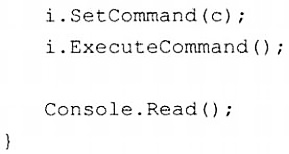 i.SetCommand(c);
i.ExecuteCommand();
Console.Read();
}